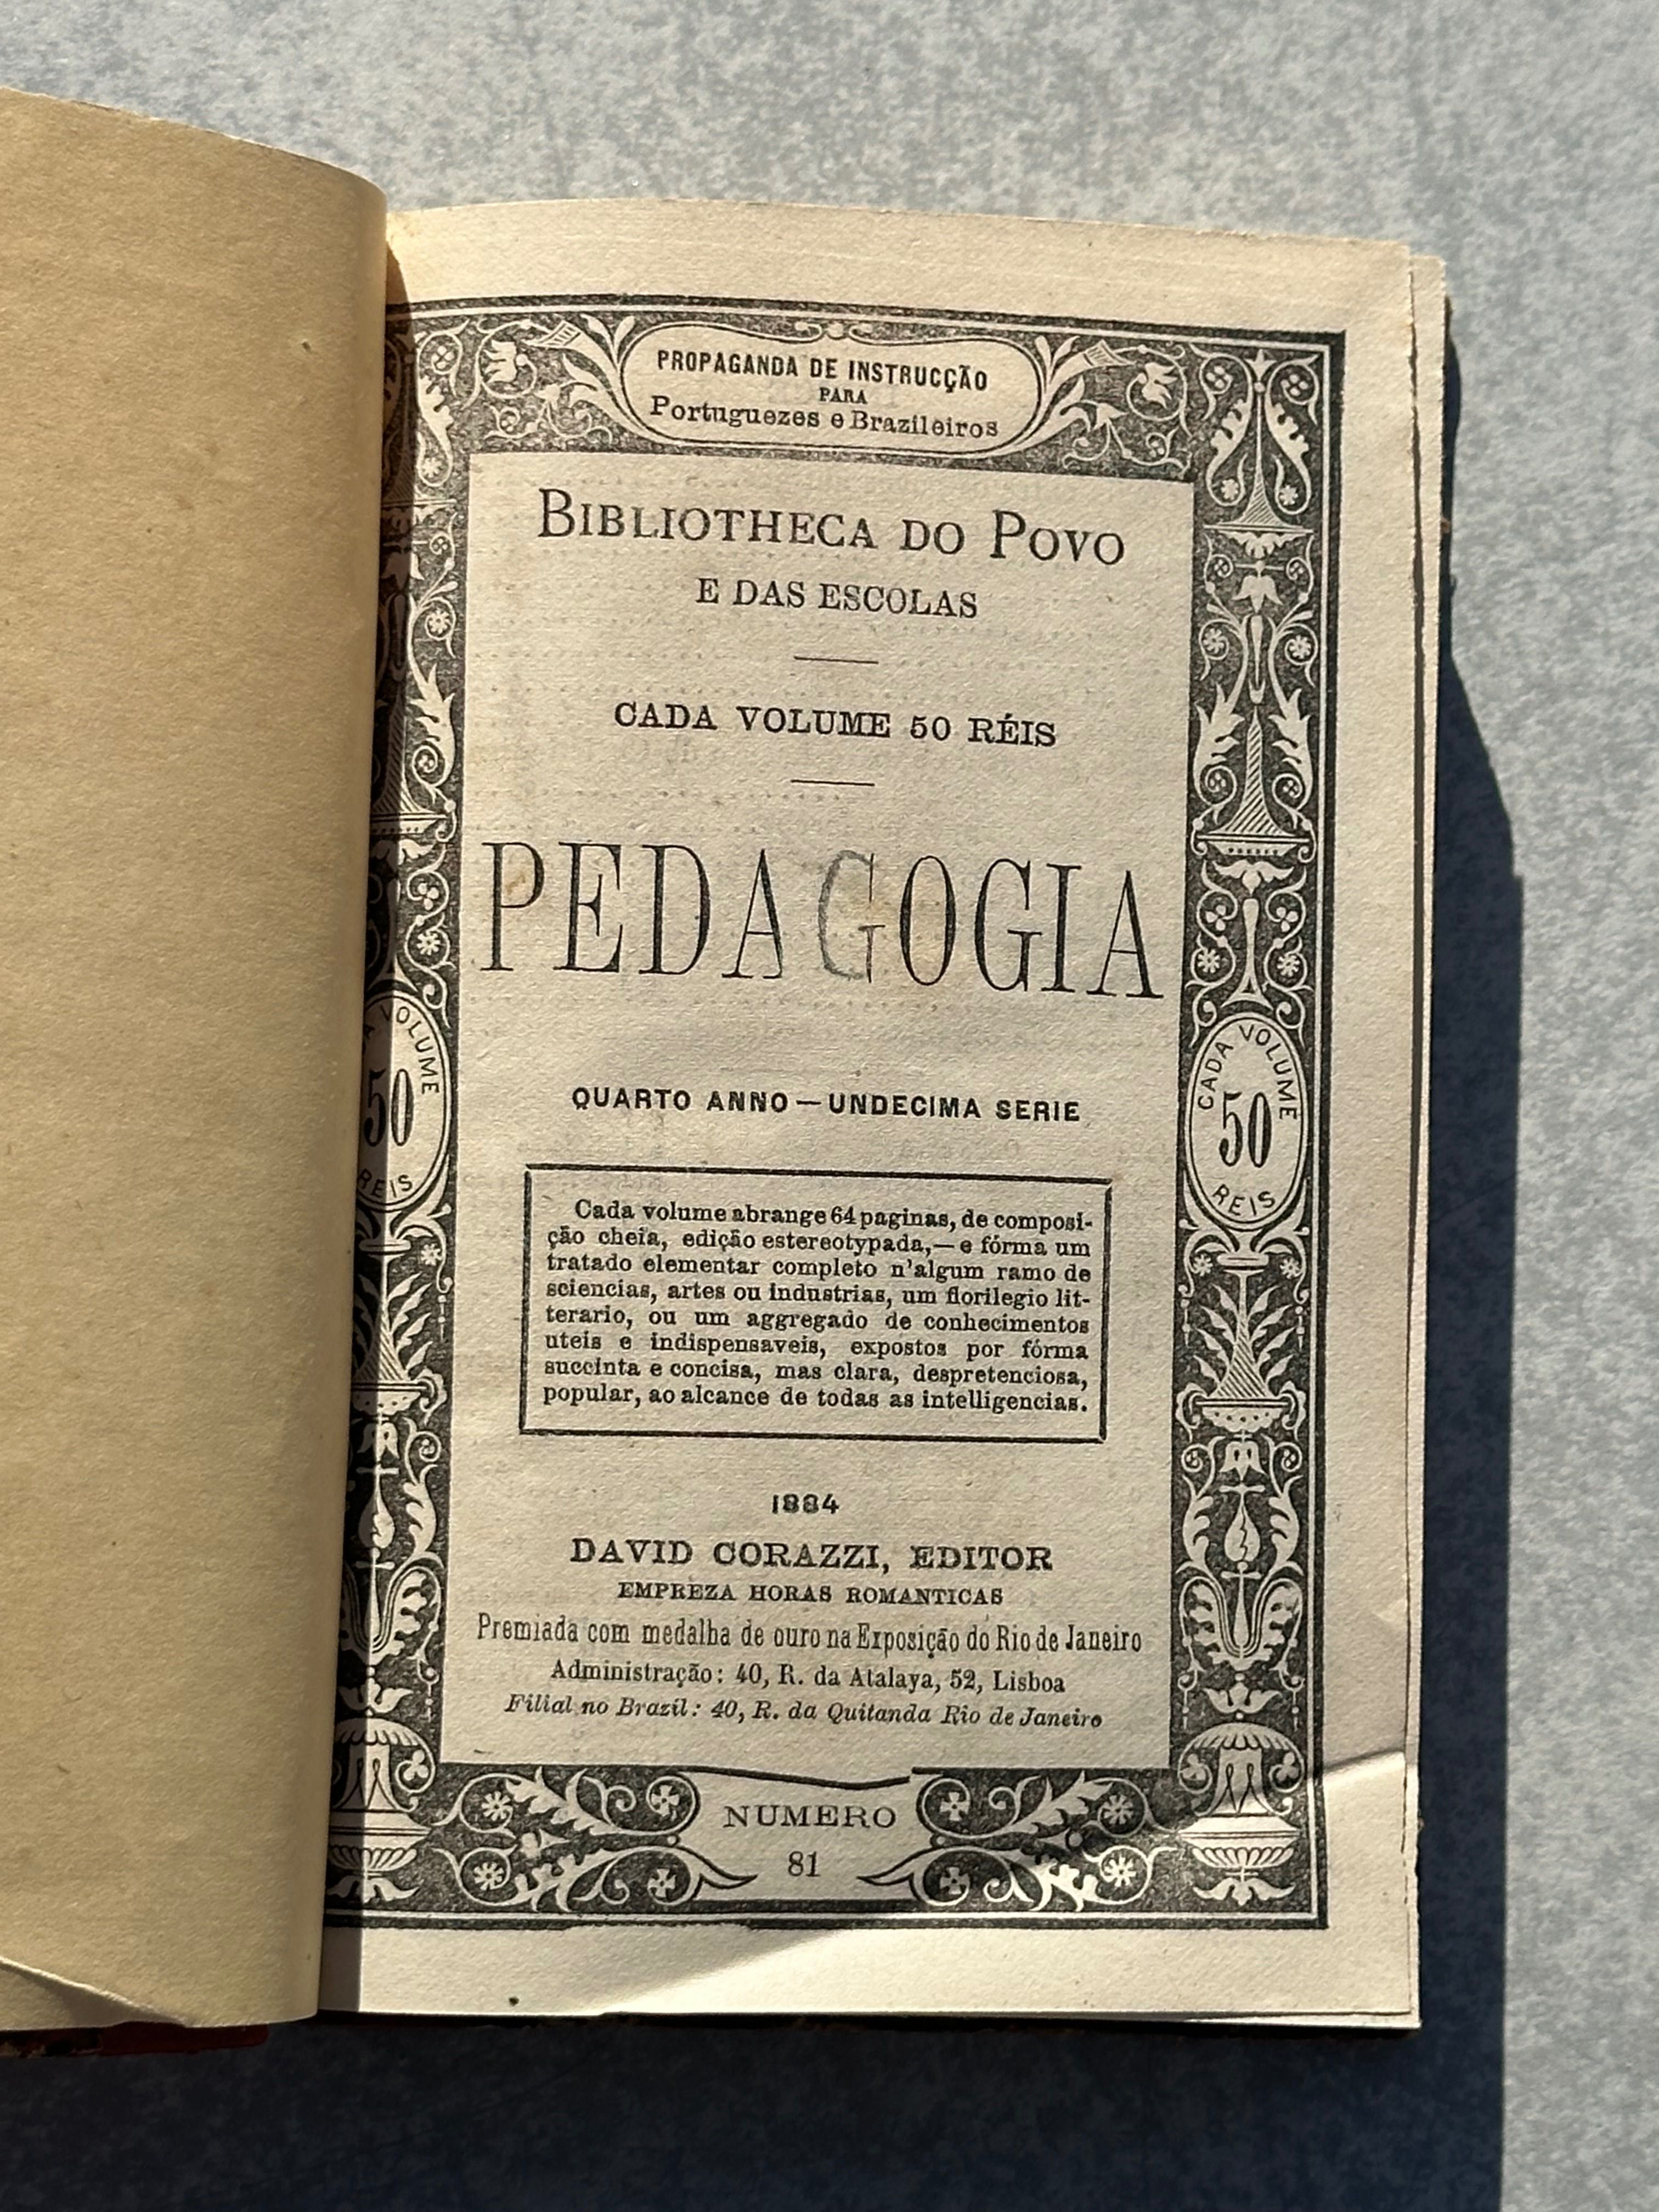 PROPAGANDA DE INSTRUCÇÃO
PARA
Portuguezes e Brazileiros
BIBLIOTHECA DO POVO
E DAS ESCOLAS
CADA VOLUME 50 RÉIS
PEDAGOGIA
VOLUME
50
REIS
CADA VOLUME
50
REIS
QUARTO ANNO — UNDECIMA SERIE
Cada volume abrange 64 paginas, de composi-
ção cheia, edição estereotypada, — e fórma um
tratado elementar completo n'algum ramo de
sciencias, artes ou industrias, um florilegio lit-
terario, ou um aggregado de conhecimentos
uteis e indispensaveis, expostos por fórma
succinta e concisa, mas clara, despretenciosa,
popular, ao alcance de todas as intelligencias.
1884
DAVID CORAZZI, EDITOR
EMPREZA HORAS ROMANTICAS
Premiada com medalha de ouro na Exposição do Rio de Janeiro
Administração: 40, R. da Atalaya, 52, Lisboa
Filial no Brazil: 40, R. da Quitanda Rio de Janeiro
NUMERO
81